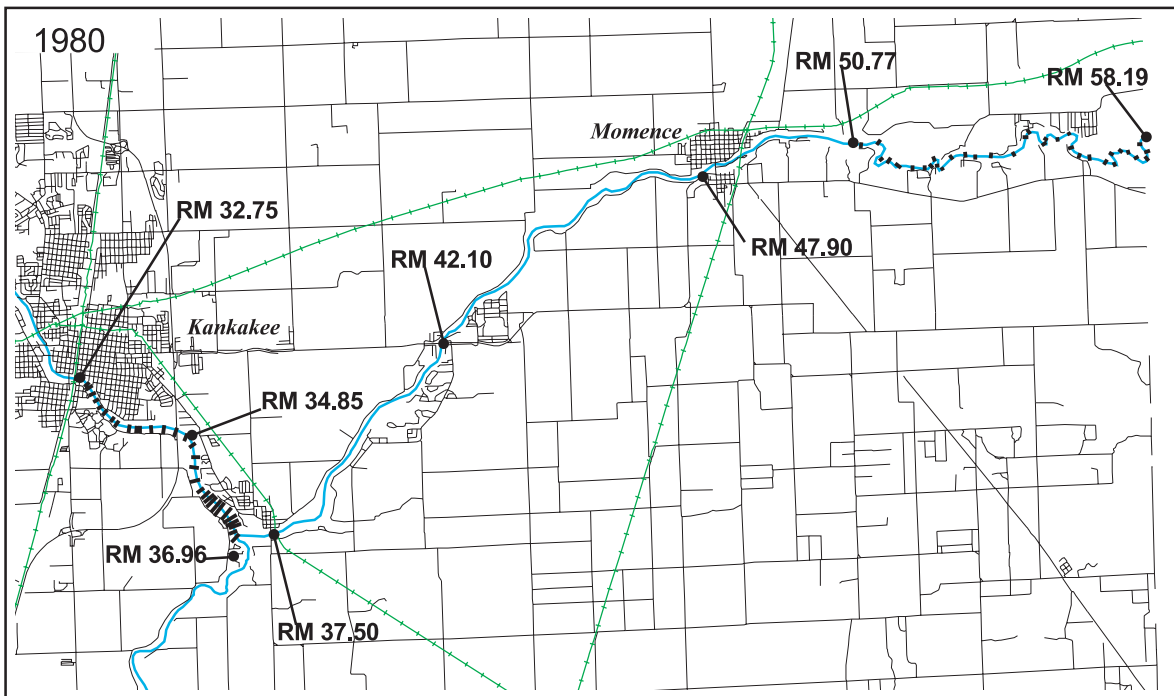 1980
RM 50.77
RM 58.19
Momence
RM 32.75
RM 47.90
RM 42.10
Kankakee
RM 34.85
RM 36.96
RM 37.50